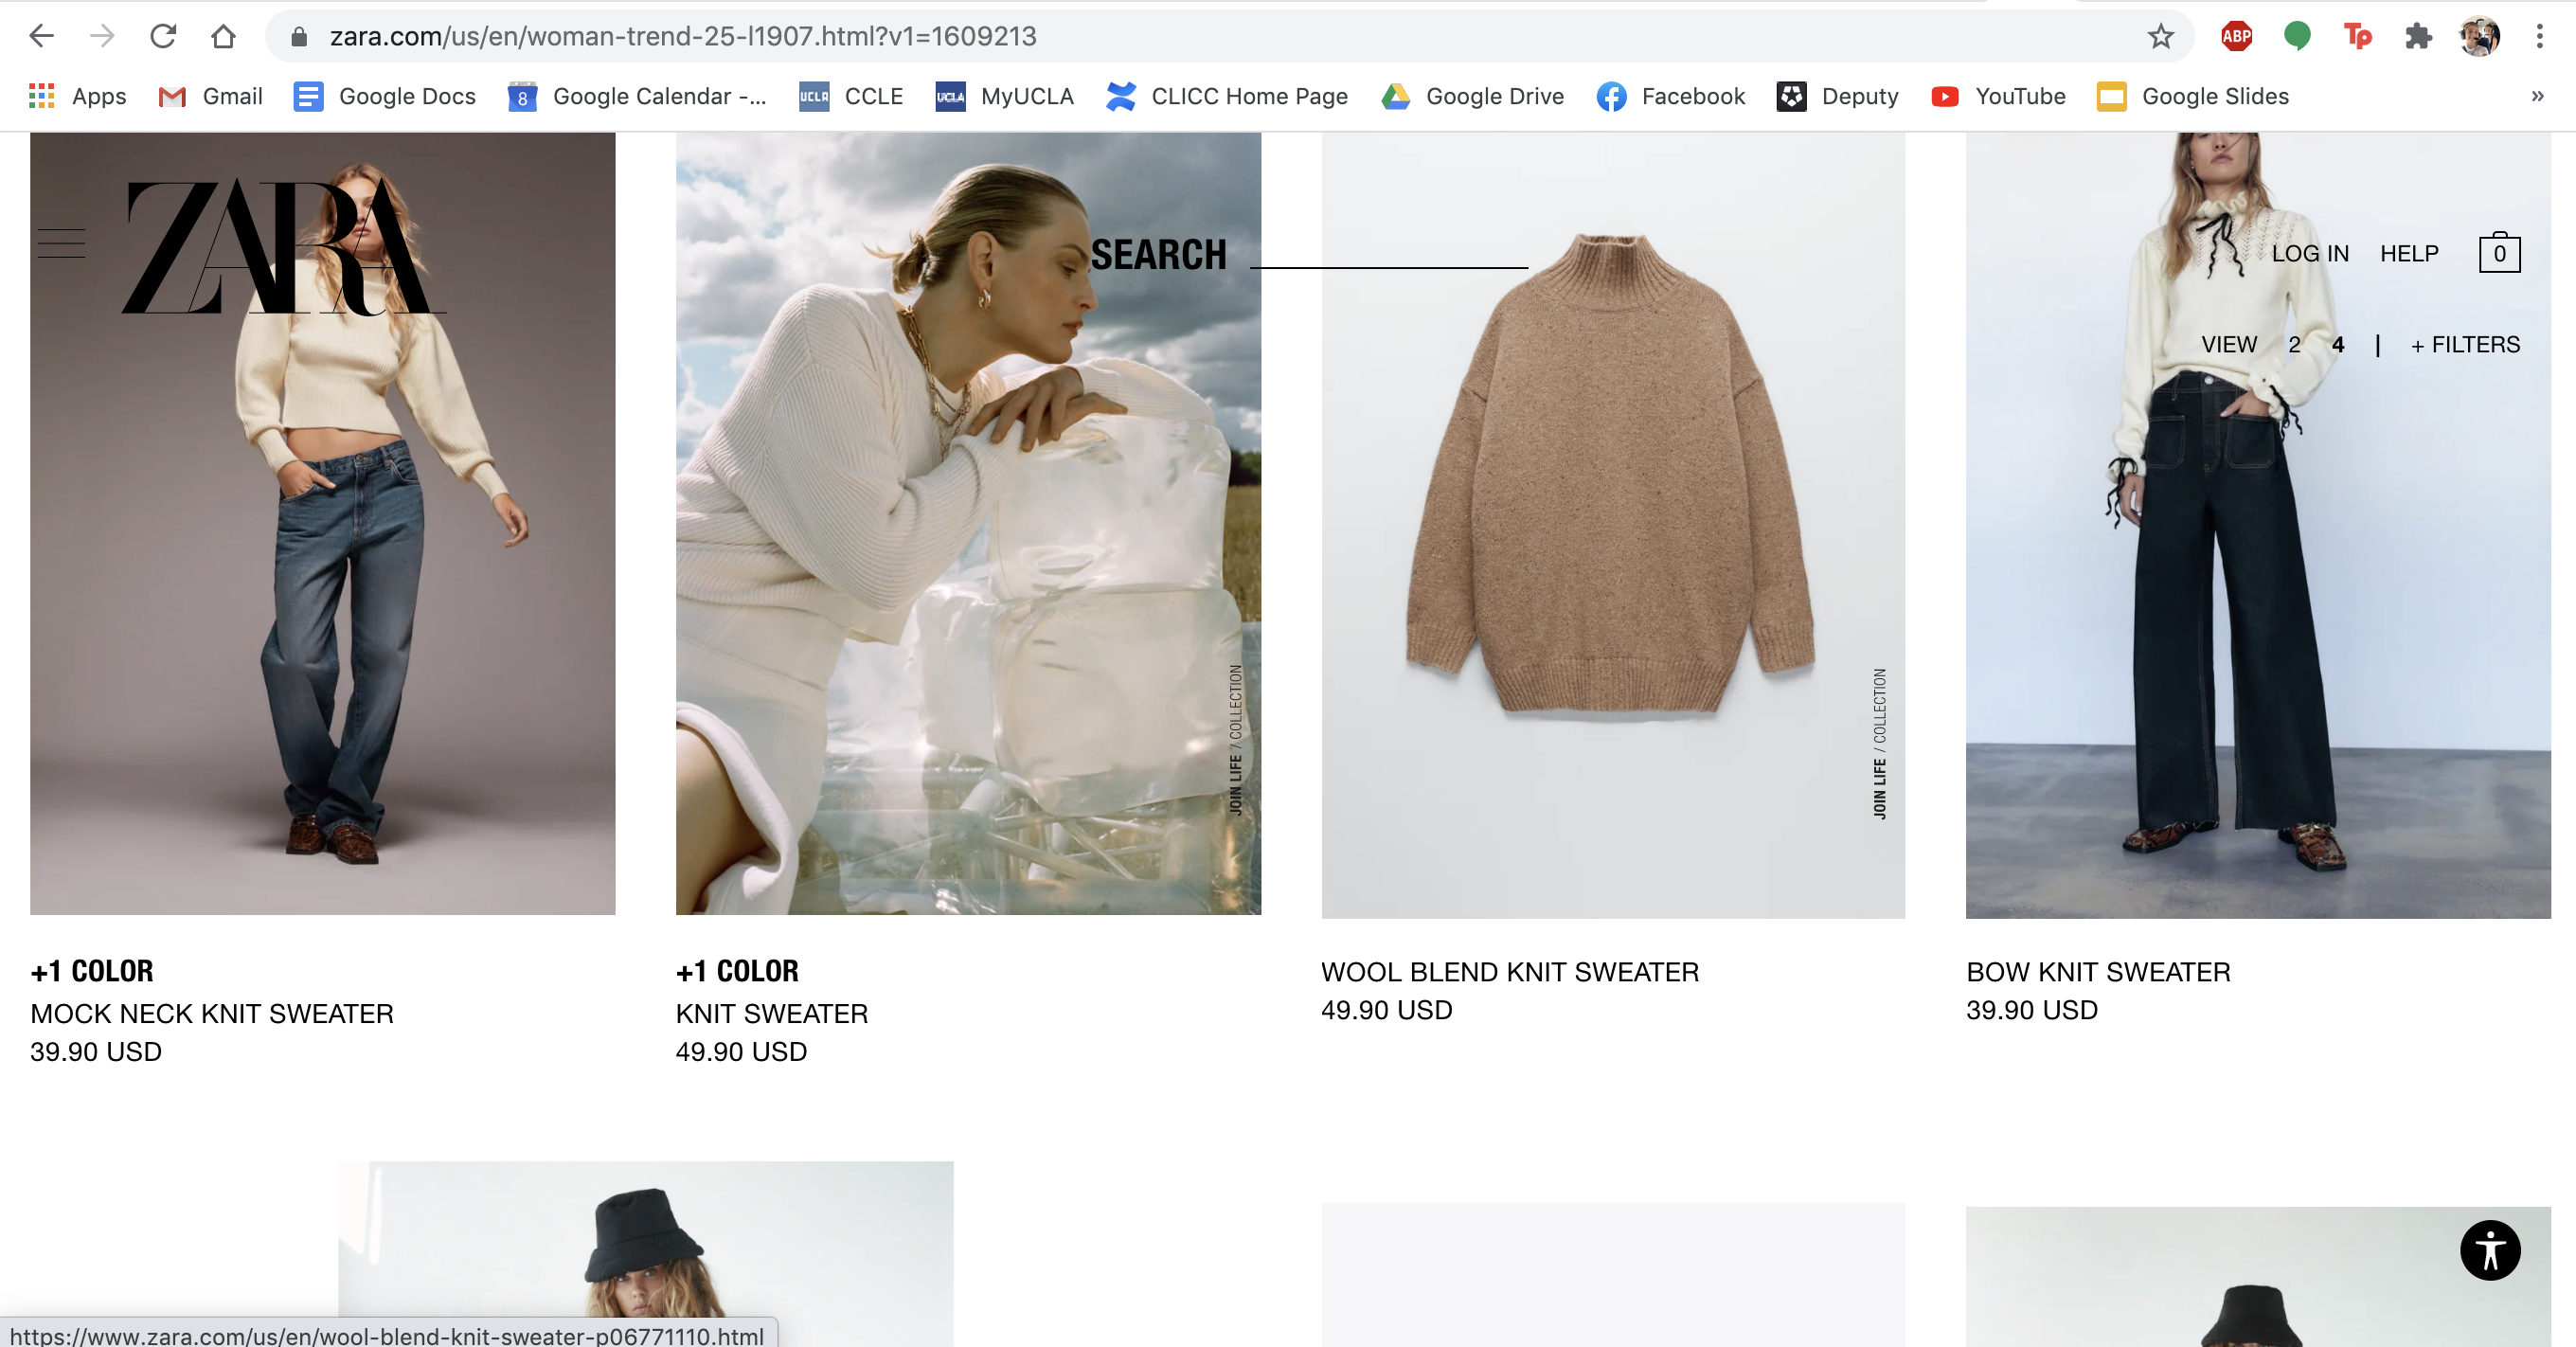 zara.com/us/en/woman-trend-25-l1907.html?v1=1609213
ABP
Tp
Apps
Gmail
Google Docs
8
Google Calendar -...
UCLA
CCLE
UCLA
MyUCLA
CLICC Home Page
Google Drive
Facebook
Deputy
YouTube
Google Slides
»
ZARA
SEARCH
LOG IN
HELP
0
VIEW 2 4 | + FILTERS
JOIN LIFE / COLLECTION
JOIN LIFE / COLLECTION
+1 COLOR
MOCK NECK KNIT SWEATER
39.90 USD
+1 COLOR
KNIT SWEATER
49.90 USD
WOOL BLEND KNIT SWEATER
49.90 USD
BOW KNIT SWEATER
39.90 USD
https://www.zara.com/us/en/wool-blend-knit-sweater-p06771110.html